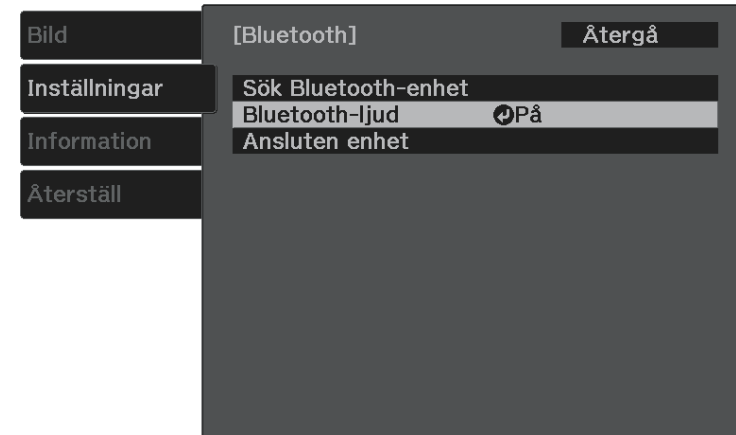 Bild
Inställningar
Information
Återställ
[Bluetooth]
Återgå
Sök Bluetooth-enhet
Bluetooth-ljud På
Ansluten enhet